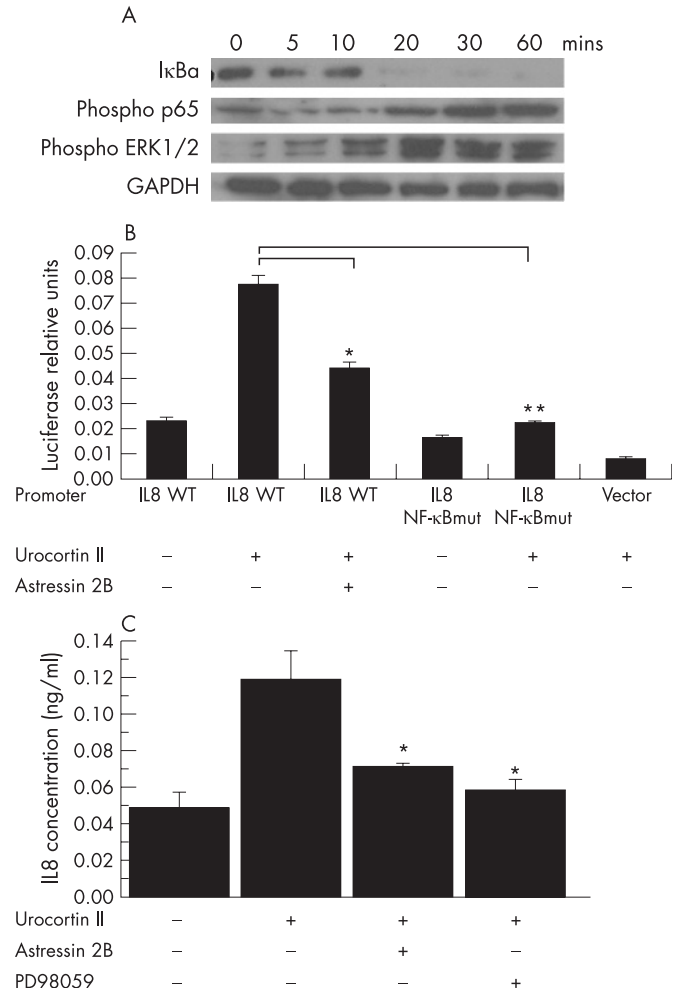 A
0 5 10 20 30 60 mins
IκBa
Phospho p65
Phospho ERK1/2
GAPDH
B
Luciferase relative units
0.09
0.08
0.07
0.06
0.05
0.04
0.03
0.02
0.01
0.00
*
**
Promoter IL8 WT IL8 WT IL8 WT IL8 NF-κBmut IL8 NF-κBmut Vector
Urocortin II – + + – + +
Astressin 2B – – + – – –
C
IL8 concentration (ng/ml)
0.14
0.12
0.10
0.08
0.06
0.04
0.02
0.00
*
*
Urocortin II – + + +
Astressin 2B – – + –
PD98059 – – – +